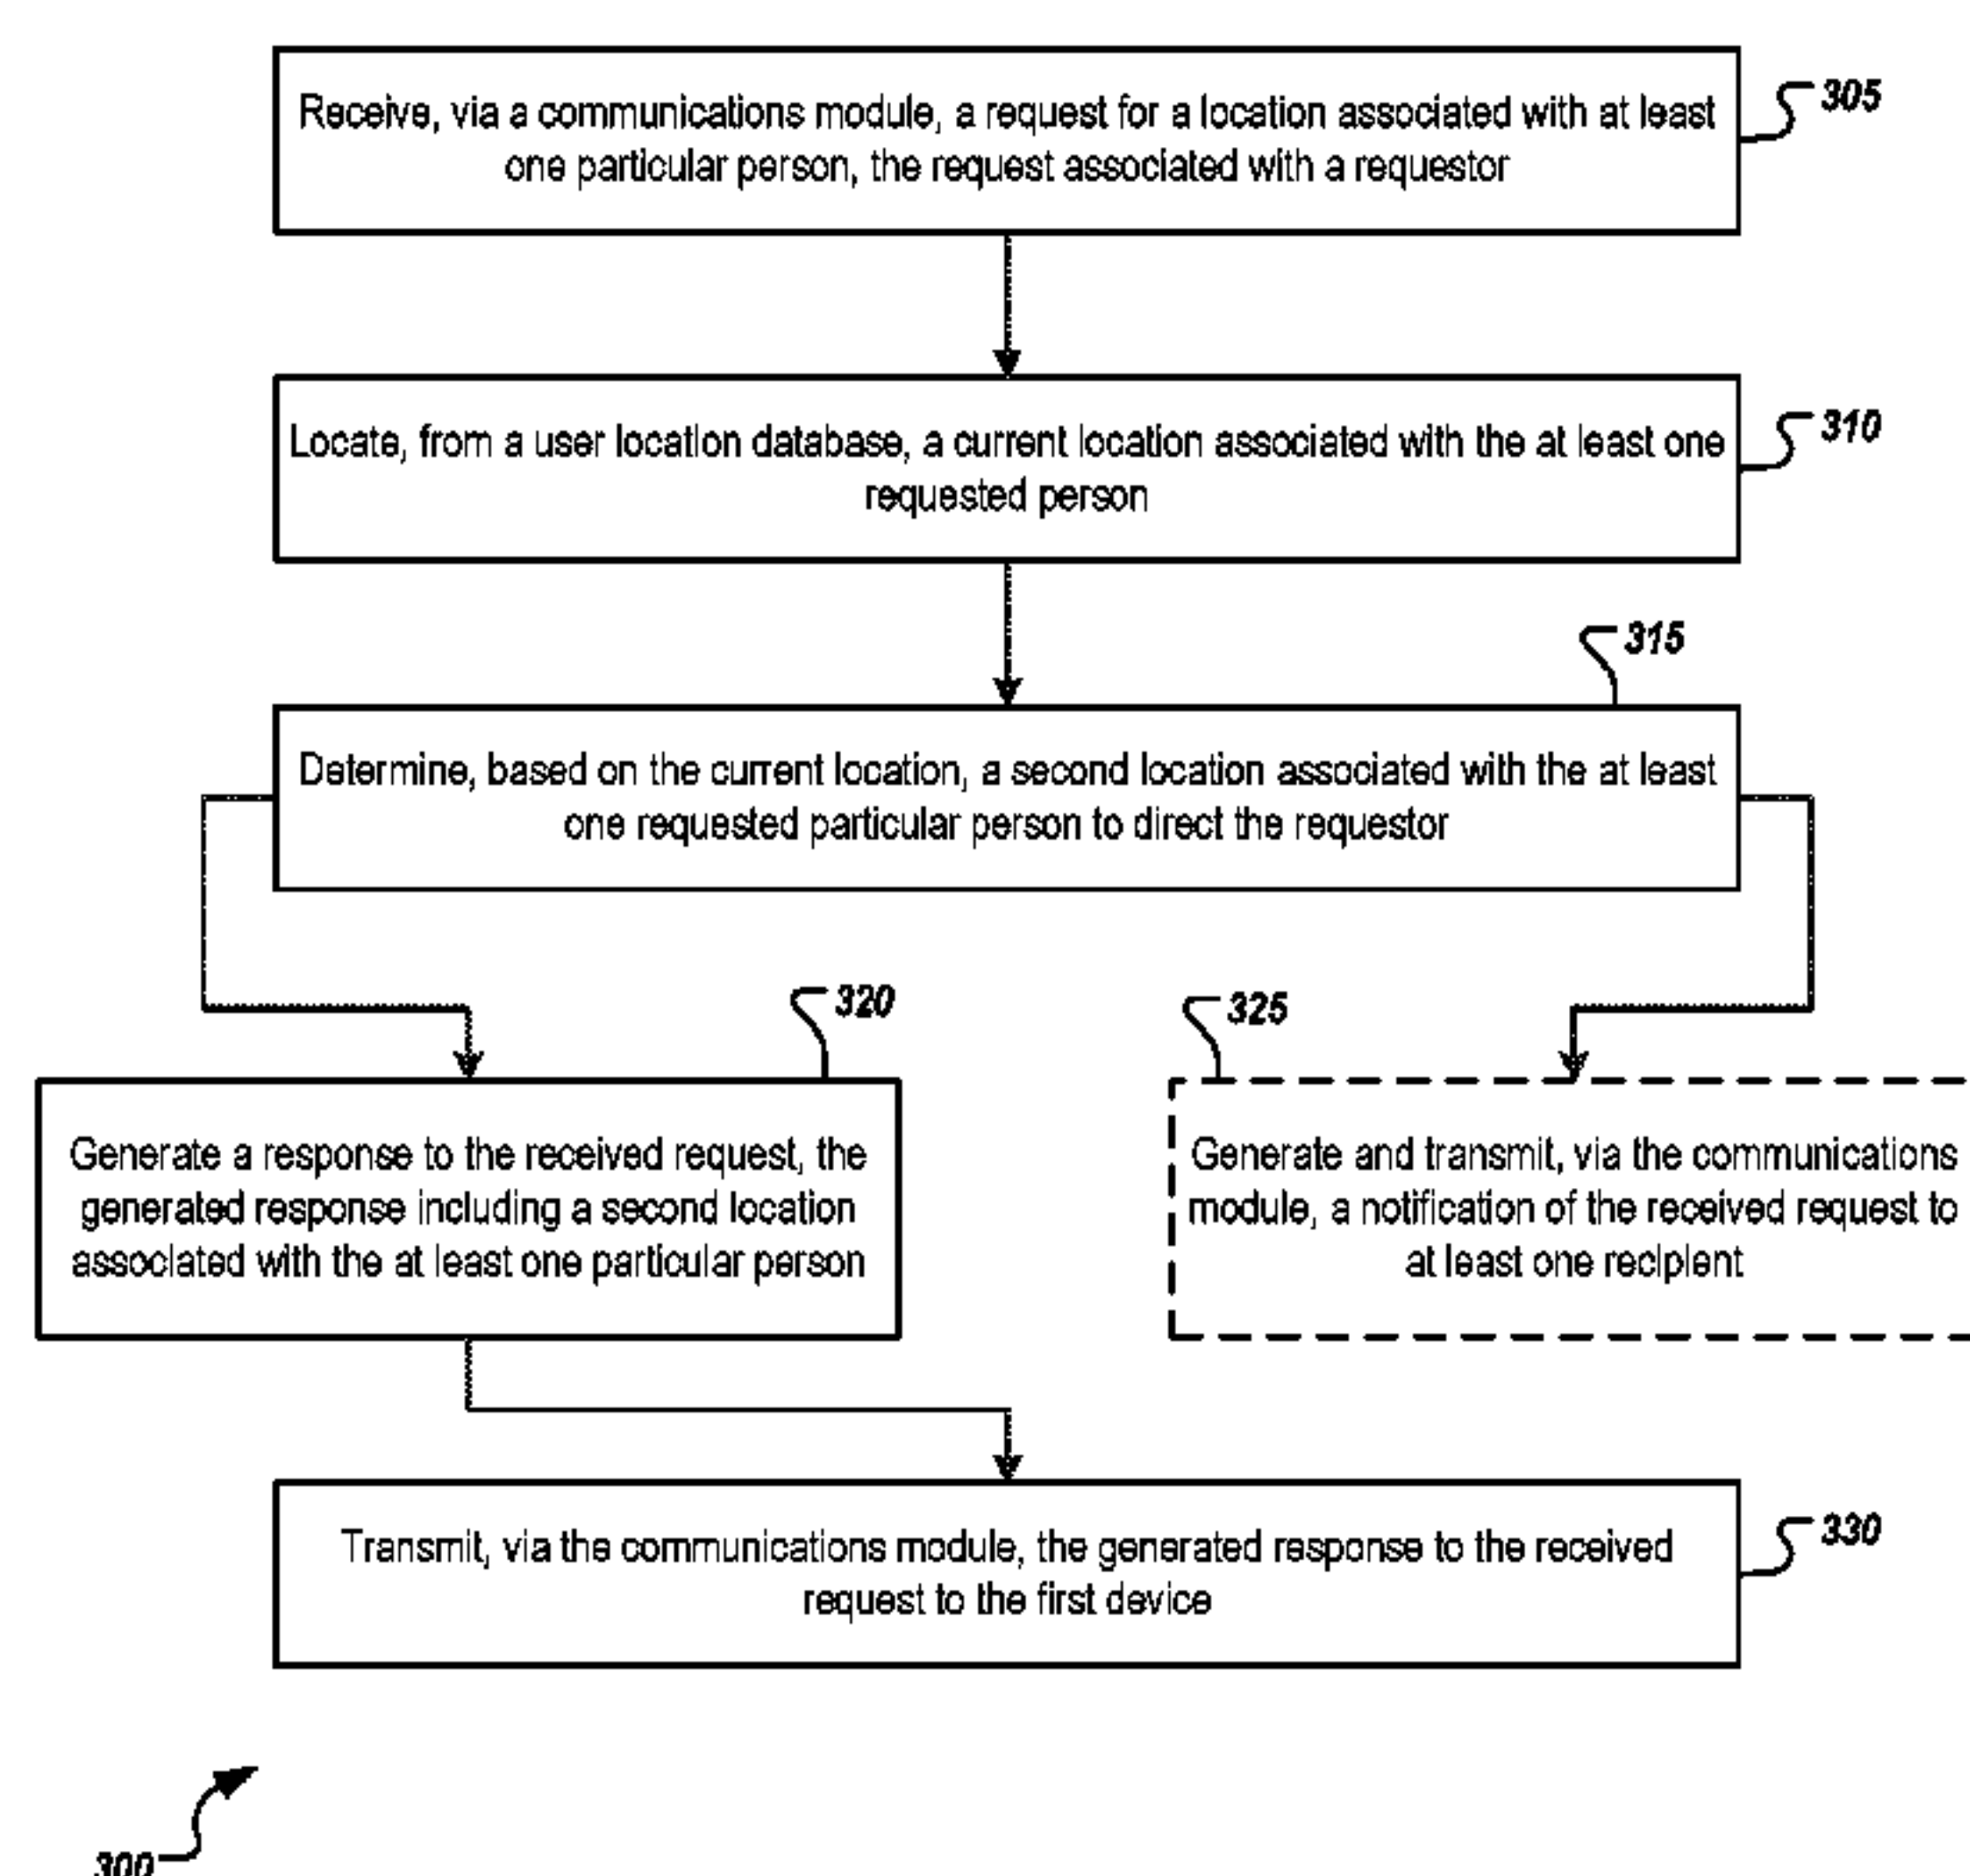 Receive, via a communications module, a request for a location associated with at least
one particular person, the request associated with a requestor
305
Locate, from a user location database, a current location associated with the at least one
requested person
310
315
Determine, based on the current location, a second location associated with the at least
one requested particular person to direct the requestor
320
325
Generate a response to the received request, the
generated response including a second location
associated with the at least one particular person
Generate and transmit, via the communications
module, a notification of the received request to
at least one recipient
Transmit, via the communications module, the generated response to the received
request to the first device
330
300